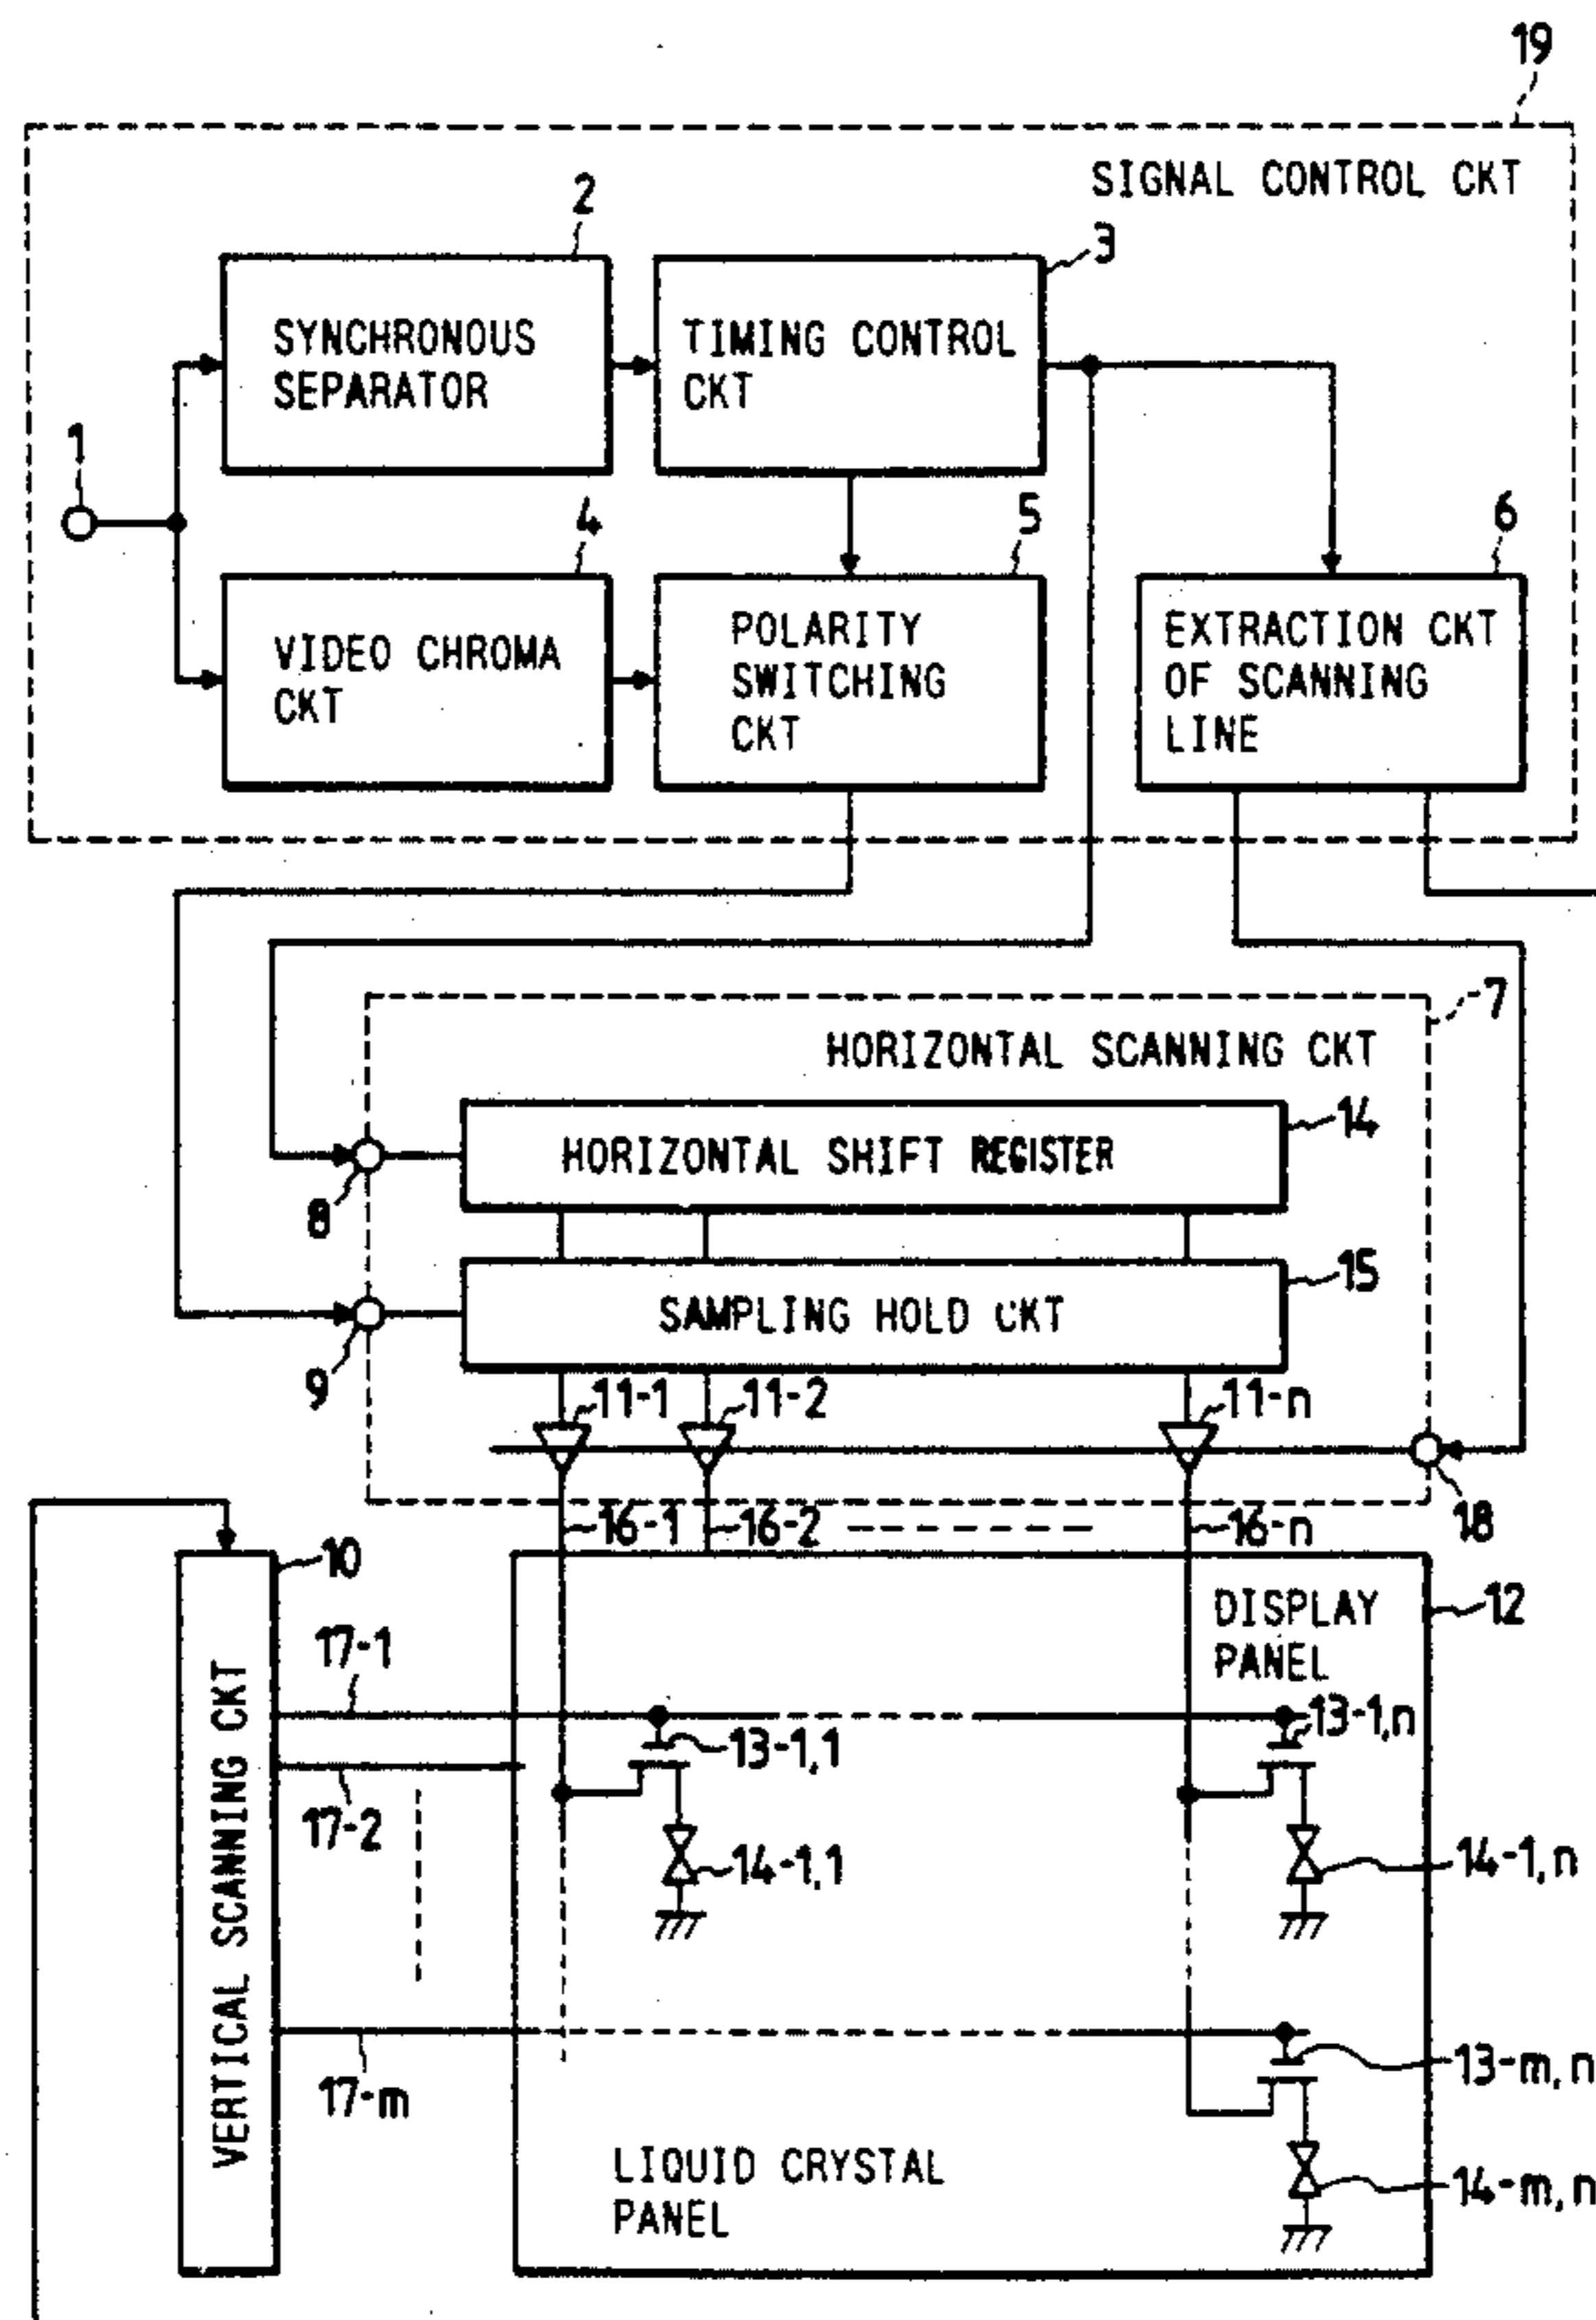 19
SIGNAL CONTROL CKT
2
3
SYNCHRONOUS
SEPARATOR
TIMING CONTROL
CKT
1
4
5
6
VIDEO CHROMA
CKT
POLARITY
SWITCHING
CKT
EXTRACTION CKT
OF SCANNING
LINE
7
HORIZONTAL SCANNING CKT
14
HORIZONTAL SHIFT REGISTER
8
15
SAMPLING HOLD CKT
9
11-1
11-2
11-n
18
16-1
16-2
16-n
10
12
DISPLAY
PANEL
17-1
VERTICAL SCANNING CKT
13-1,1
13-1,n
17-2
14-1,1
14-1,n
17-m
13-m,n
LIQUID CRYSTAL
PANEL
14-m,n